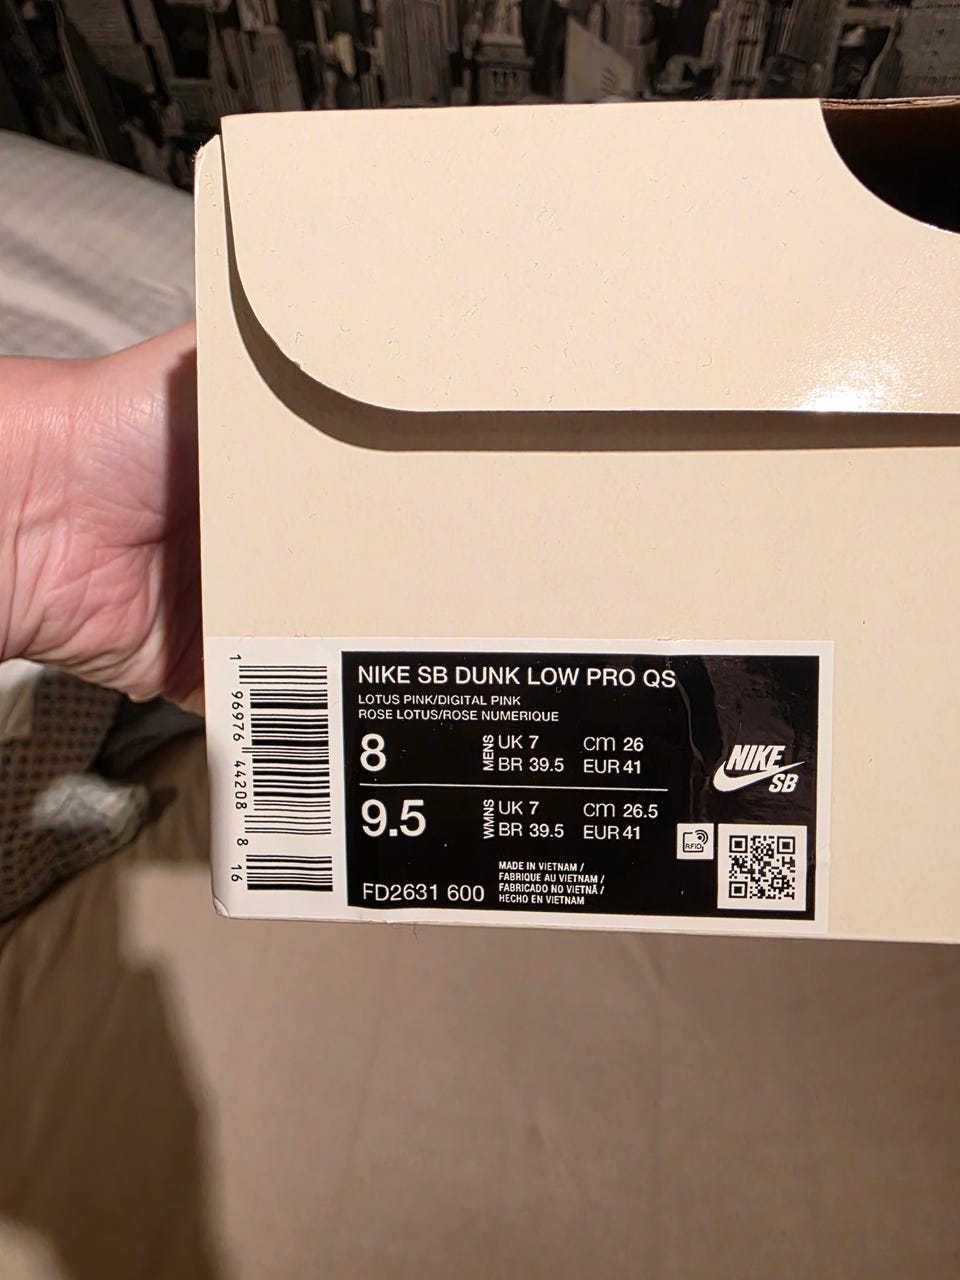 NIKE SB DUNK LOW PRO QS
LOTUS PINK/DIGITAL PINK
ROSE LOTUS/ROSE NUMERIQUE
8 MENS UK 7 cm 26
BR 39.5 EUR 41
9.5 WMNS UK 7 cm 26.5
BR 39.5 EUR 41
NIKE
SB
RFID
MADE IN VIETNAM /
FABRIQUE AU VIETNAM /
FABRICADO NO VIETNÃ /
HECHO EN VIETNAM
FD2631 600
1 96976 44208 8 16